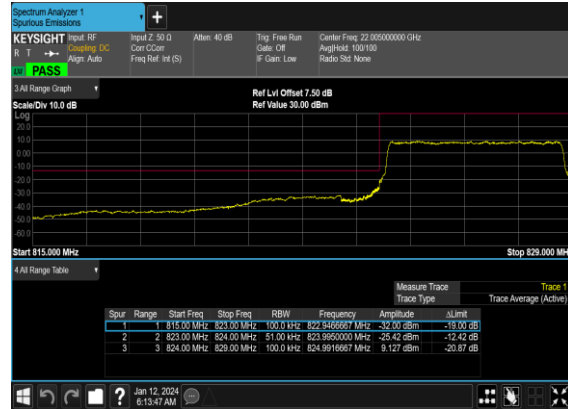 Spectrum Analyzer 1
Spurious Emissions
+
KEYSIGHT Input: RF Input Z: 50 Ω Atten: 40 dB Trig: Free Run Center Freq: 22.005000000 GHz
R T Coupling: DC Corr CCorr Gate: Off Avg|Hold: 100/100
Align: Auto Freq Ref: Int (S) IF Gain: Low Radio Std: None
LM PASS
3 All Range Graph
Ref Lvl Offset 7.50 dB
Scale/Div 10.0 dB Ref Value 30.00 dBm
Log
20.0
10.0
0.00
-10.0
-20.0
-30.0
-40.0
-50.0
-60.0
Start 815.000 MHz Stop 829.000 MH
4 All Range Table
Measure Trace Trace 1
Trace Type Trace Average (Active)
Spur Range Start Freq Stop Freq RBW Frequency Amplitude ΔLimit
1 1 815.00 MHz 823.00 MHz 100.0 kHz 822.9466667 MHz -32.00 dBm -19.00 dB
2 2 823.00 MHz 824.00 MHz 51.00 kHz 823.9950000 MHz -25.42 dBm -12.42 dB
3 3 824.00 MHz 829.00 MHz 100.0 kHz 824.9916667 MHz 9.127 dBm -20.87 dB
? Jan 12, 2024
6:13:47 AM